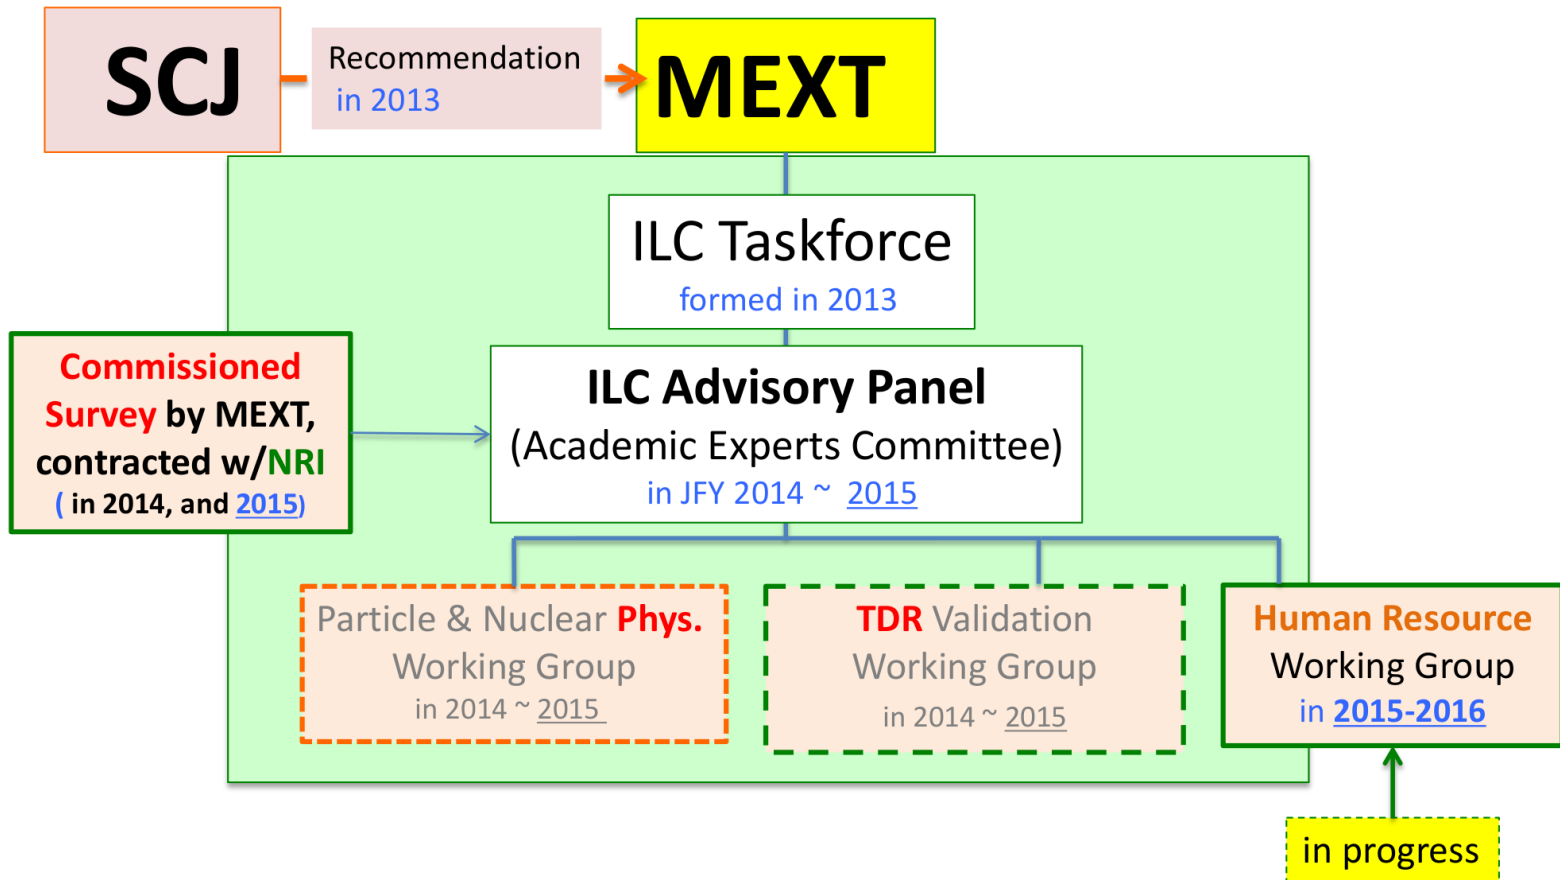 SCJ
Recommendation
in 2013
MEXT
ILC Taskforce
formed in 2013
Commissioned
Survey by MEXT,
contracted w/NRI
( in 2014, and 2015)
ILC Advisory Panel
(Academic Experts Committee)
in JFY 2014 ~ 2015
Particle & Nuclear Phys.
Working Group
in 2014 ~ 2015
TDR Validation
Working Group
in 2014 ~ 2015
Human Resource
Working Group
in 2015-2016
in progress